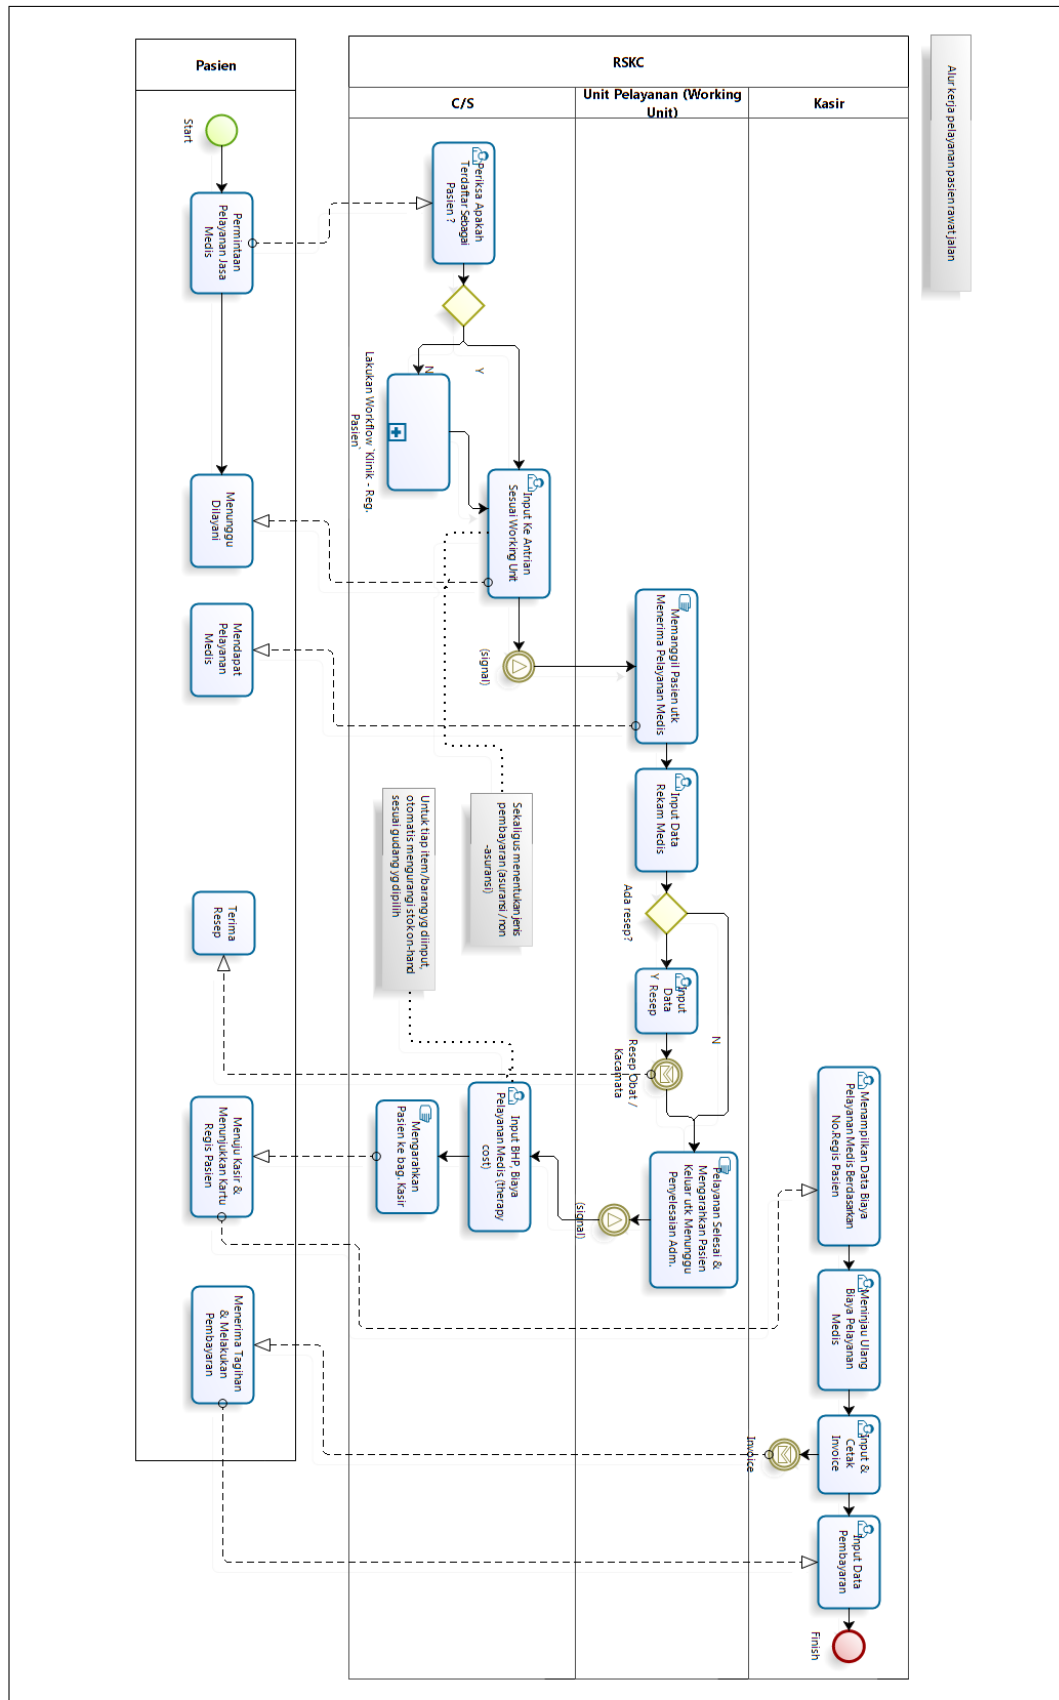 Pasien
RSKC
C/S
Unit Pelayanan (Working
Unit)
Kasir
Alur kerja pelayanan pasien rawat jalan
Start
Permintaan
Pelayanan Jasa
Medis
Periksa Apakah
Terdaftar Sebagai
Pasien ?
N
Y
Lakukan Workflow `Klinik - Reg.
Pasien`
Input Ke Antrian
Sesuai Working Unit
Menunggu
Dilayani
(signal)
Memanggil Pasien utk
Menerima Pelayanan Medis
Mendapat
Pelayanan
Medis
Input Data
Rekam Medis
Sekaligus menentukan jenis
pembayaran (asuransi / non
-asuransi)
Untuk tiap item/barang yg diinput,
otomatis mengurangi stok on-hand
sesuai gudang yg dipilih
Ada resep?
Terima
Resep
Input
Data
Resep
Y
N
Resep Obat /
Kacamata
Pelayanan Selesai &
Mengarahkan Pasien
Keluar utk Menunggu
Penyelesaian Adm.
(signal)
Input BHP, Biaya
Pelayanan Medis (therapy
cost)
Mengarahkan
Pasien ke bag. Kasir
Menuju Kasir &
Menunjukkan Kartu
Regis Pasien
Menampilkan Data Biaya
Pelayanan Medis Berdasarkan
No.Regis Pasien
Meninjau Ulang
Biaya Pelayanan
Medis
Input &
Cetak
Invoice
Invoice
Menerima Tagihan
& Melakukan
Pembayaran
Input Data
Pembayaran
Finish